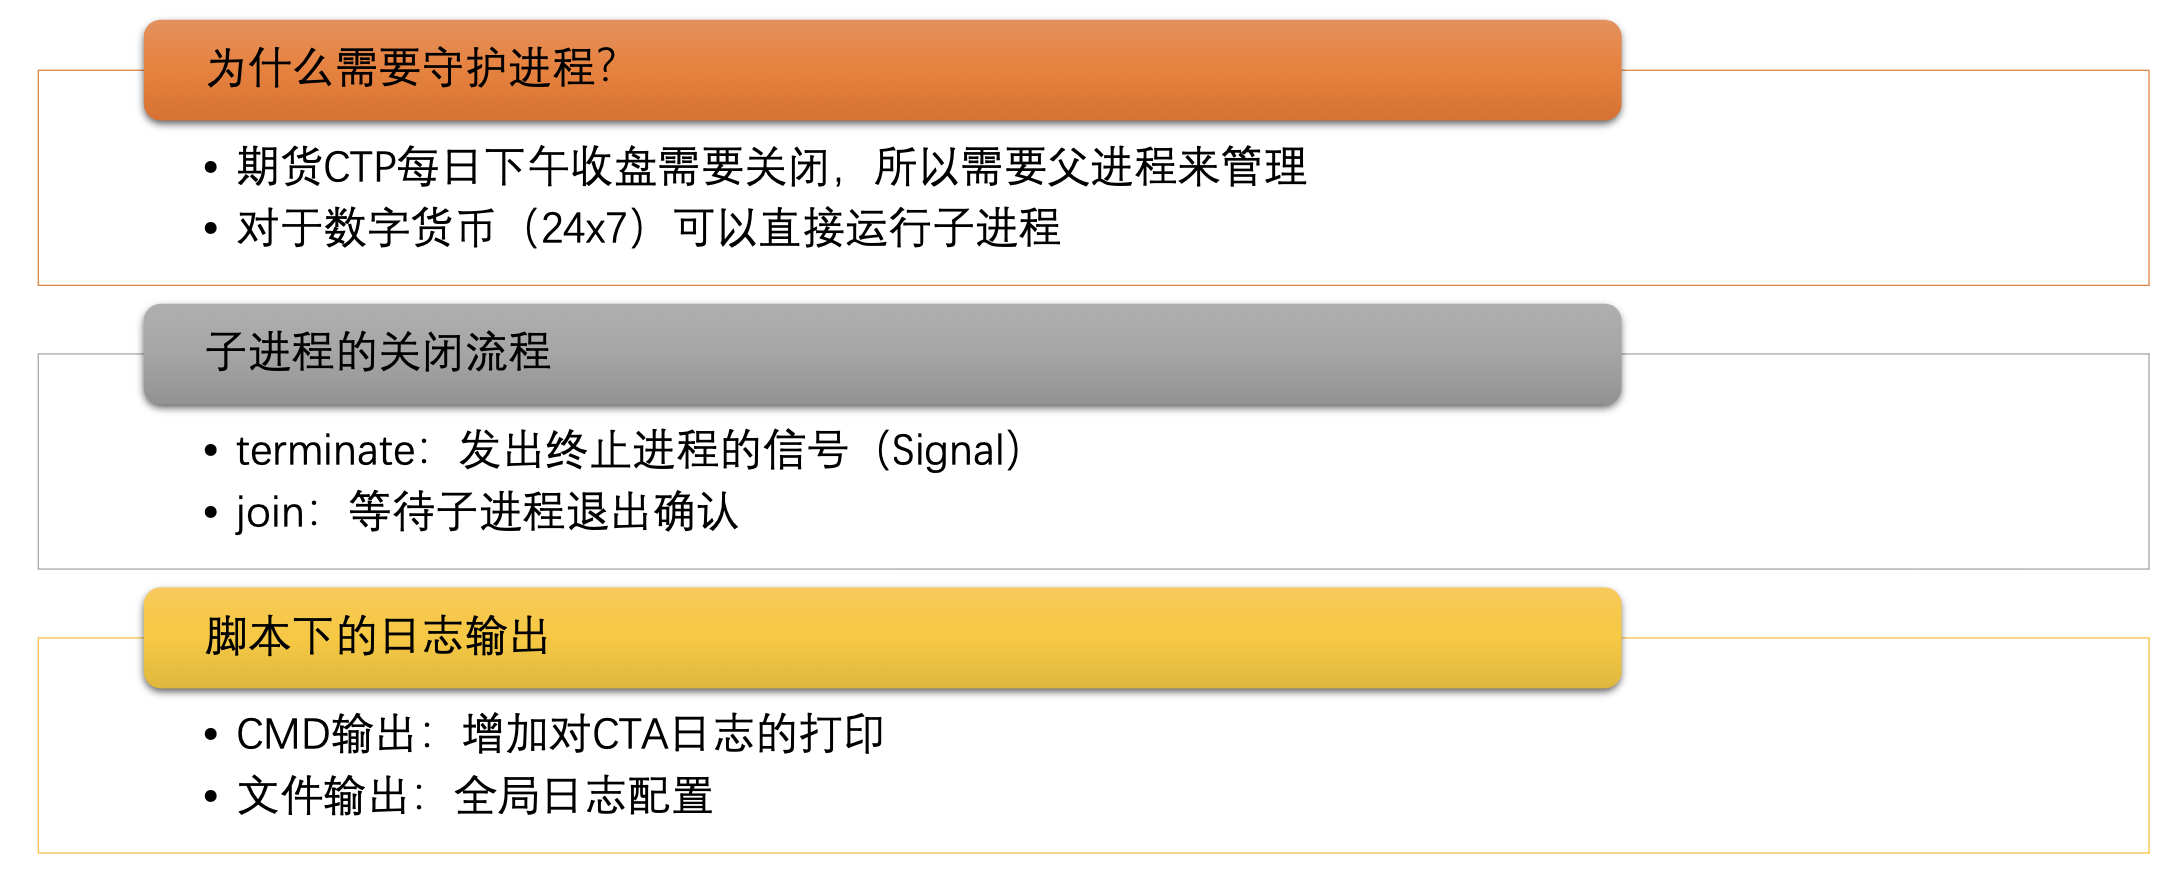 为什么需要守护进程?
• 期货CTP每日下午收盘需要关闭，所以需要父进程来管理
• 对于数字货币（24x7）可以直接运行子进程
子进程的关闭流程
• terminate：发出终止进程的信号（Signal）
• join：等待子进程退出确认
脚本下的日志输出
• CMD输出：增加对CTA日志的打印
• 文件输出：全局日志配置